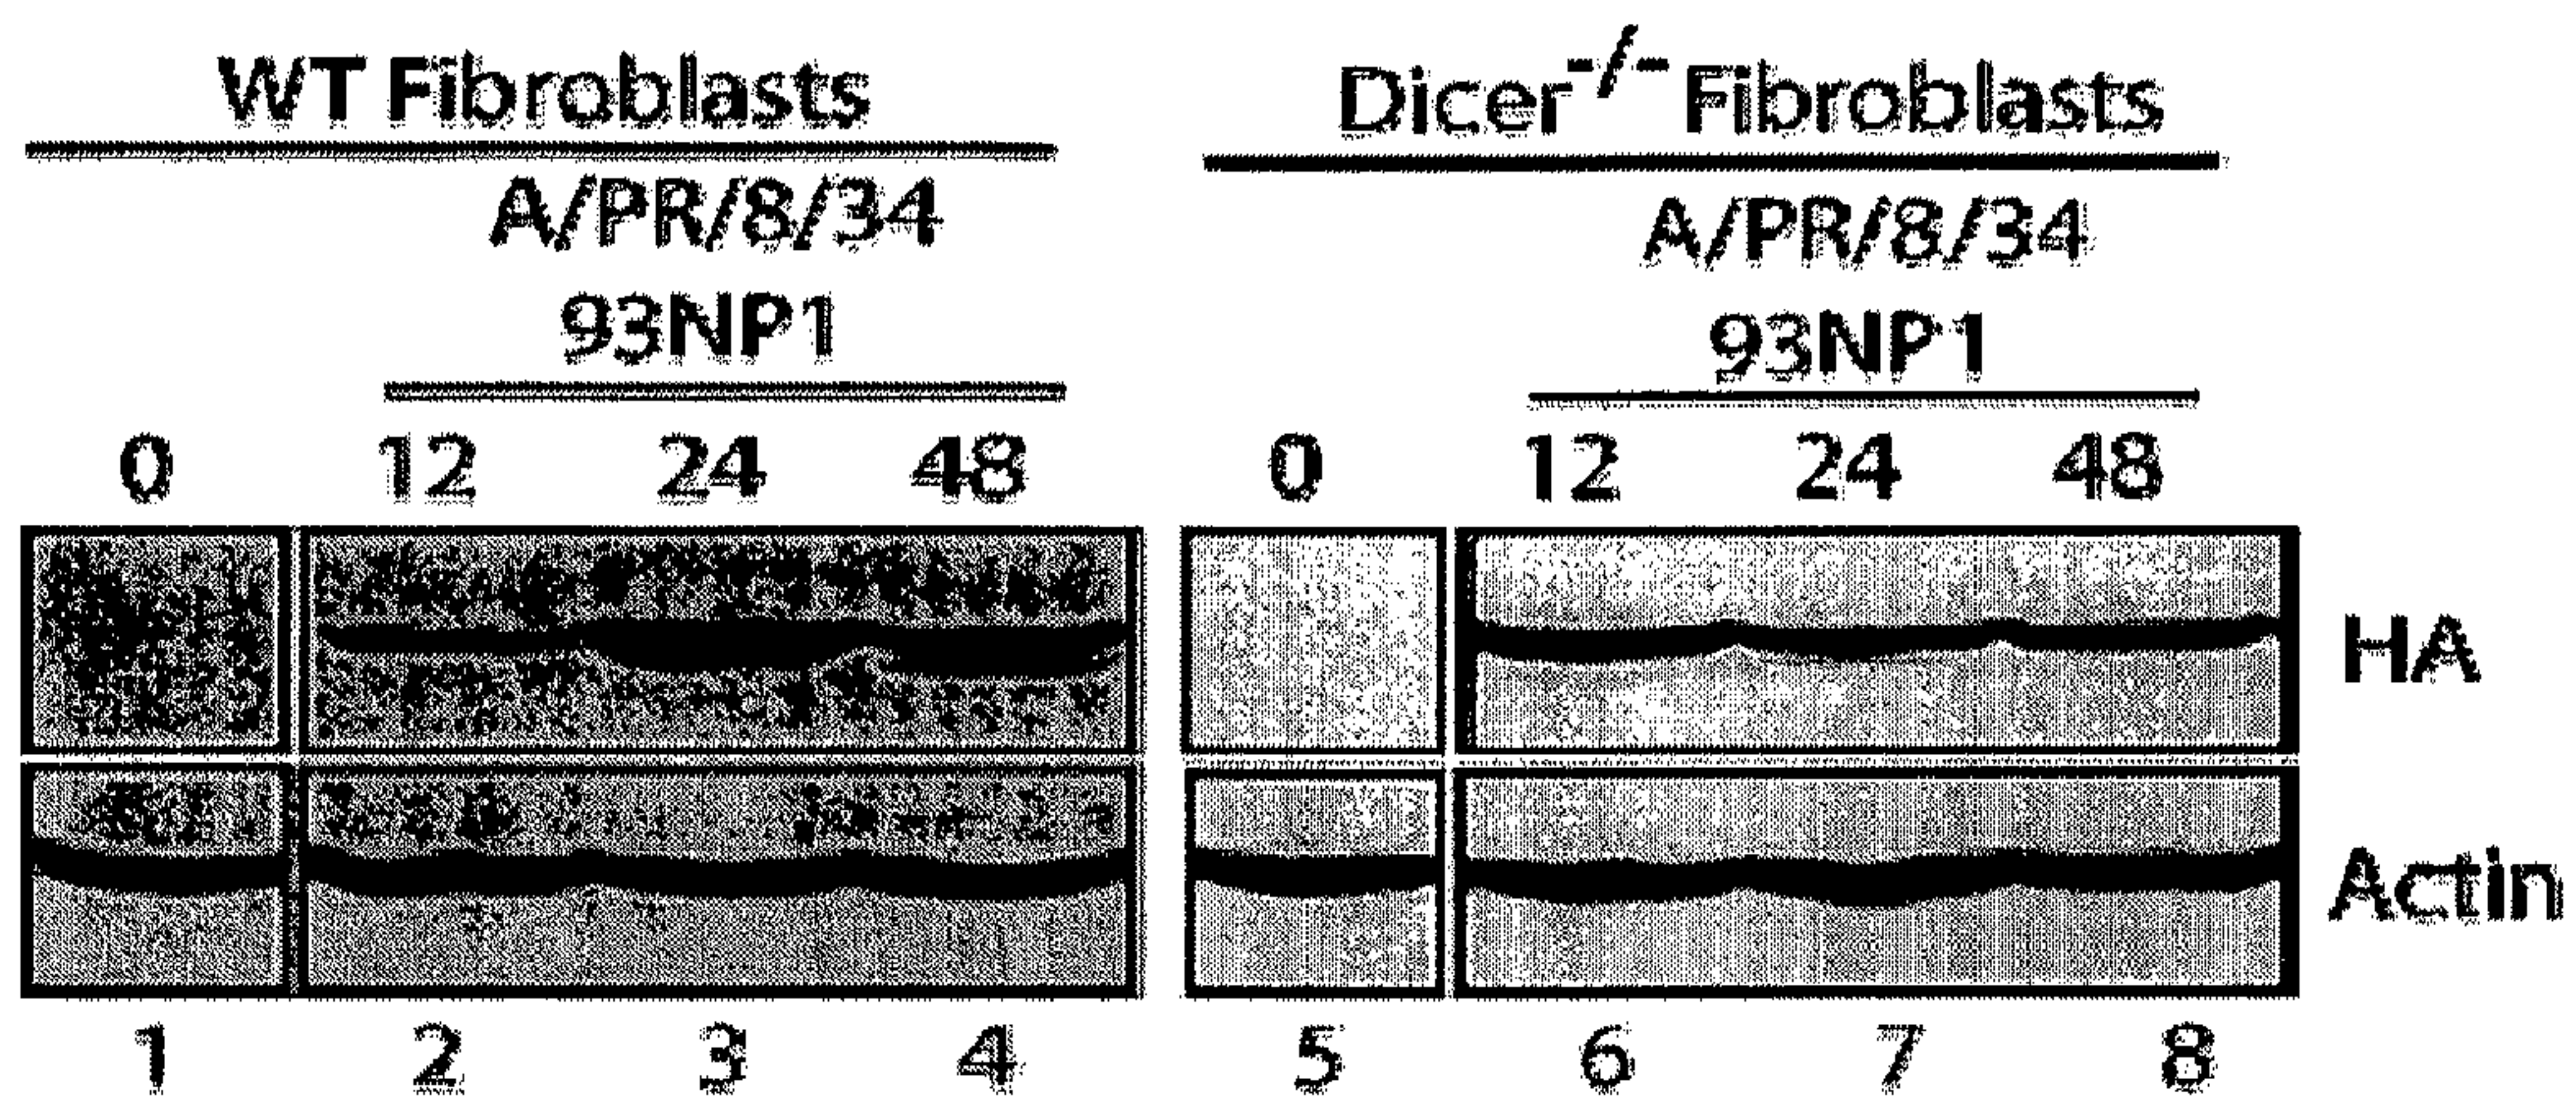 WT Fibroblasts
A/PR/8/34
93NP1
0 12 24 48
Dicer-/- Fibroblasts
A/PR/8/34
93NP1
0 12 24 48
HA
Actin
1 2 3 4 5 6 7 8